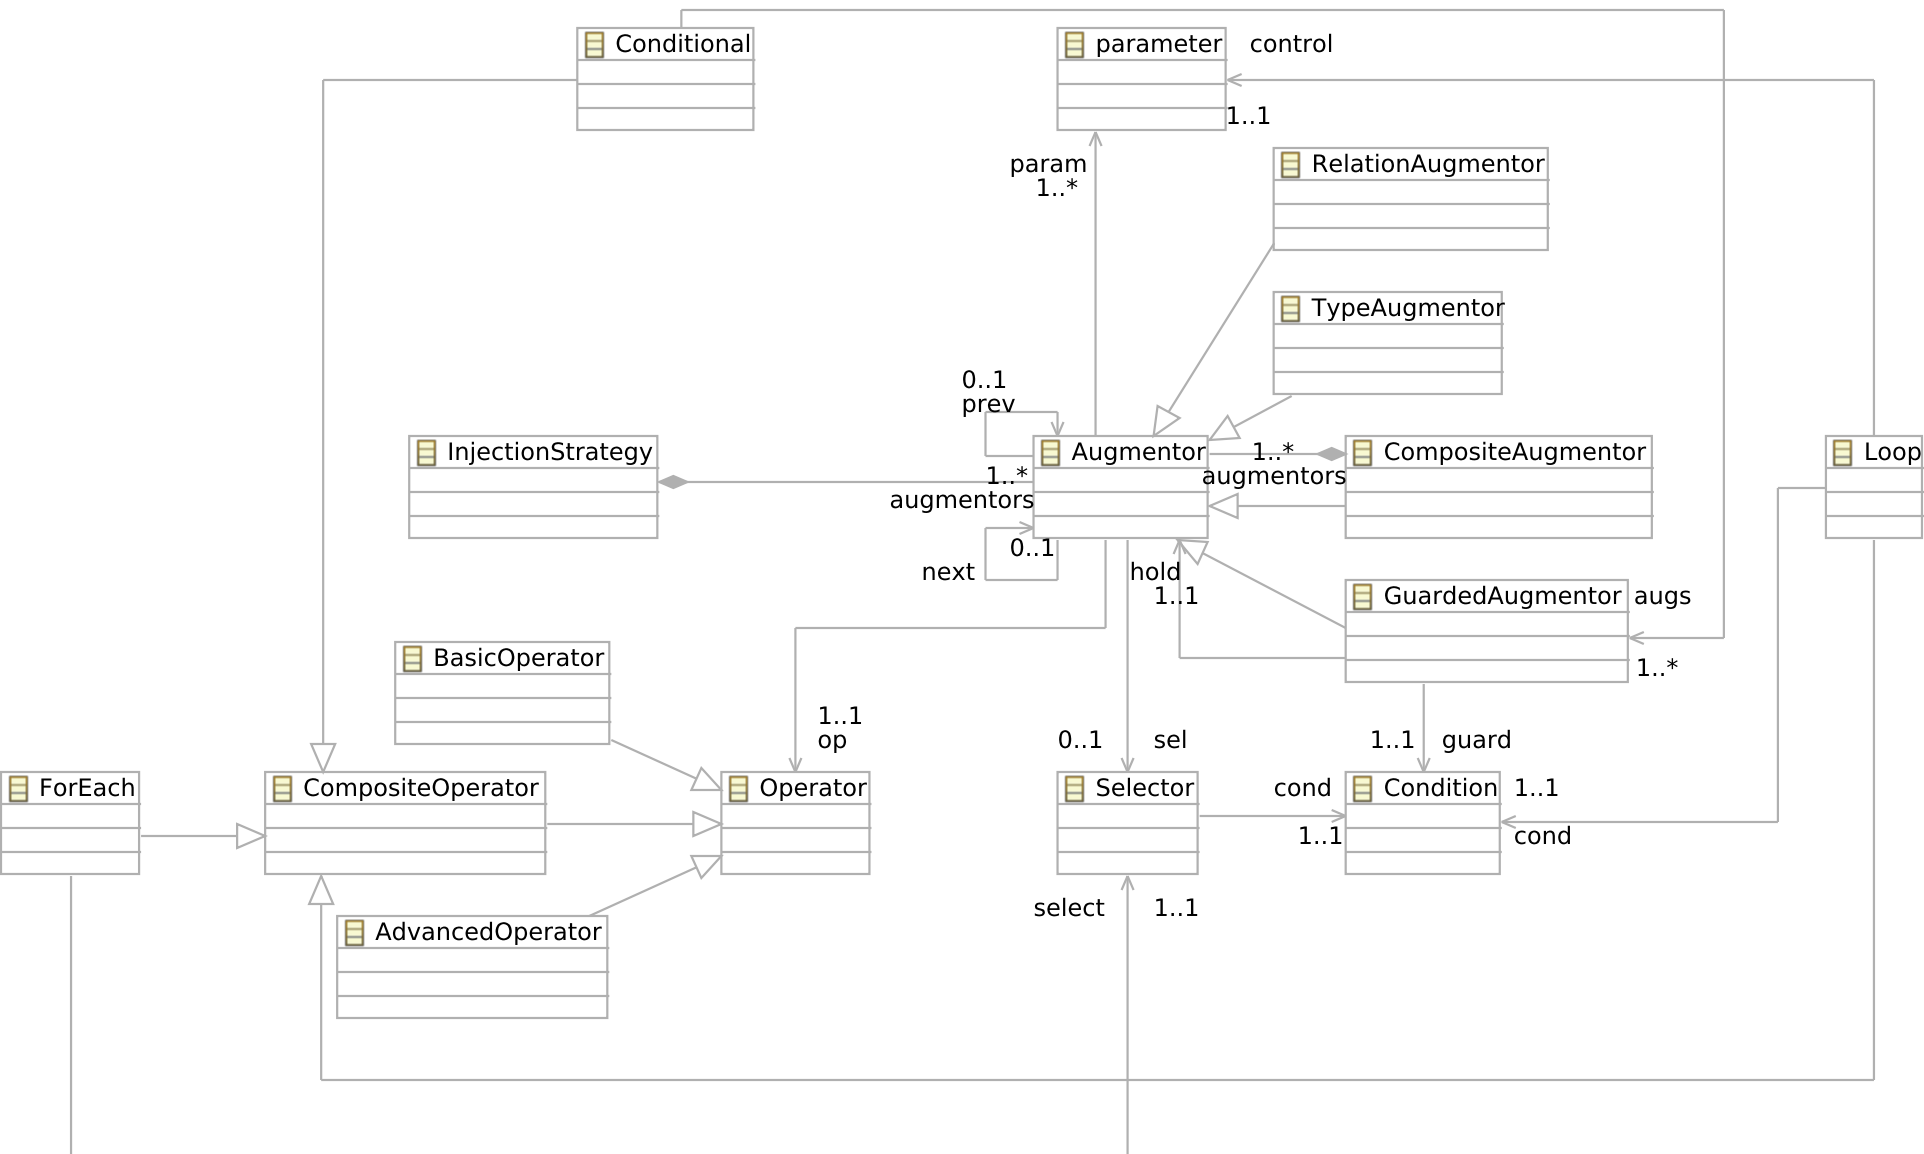 Conditional
parameter
control
1..1
param
1..*
RelationAugmentor
TypeAugmentor
0..1
prev
InjectionStrategy
Augmentor
1..*
augmentors
CompositeAugmentor
Loop
1..*
augmentors
0..1
next
hold
1..1
GuardedAugmentor
augs
1..*
BasicOperator
1..1
op
0..1
sel
1..1
guard
ForEach
CompositeOperator
Operator
Selector
cond
1..1
Condition
1..1
cond
select
1..1
AdvancedOperator